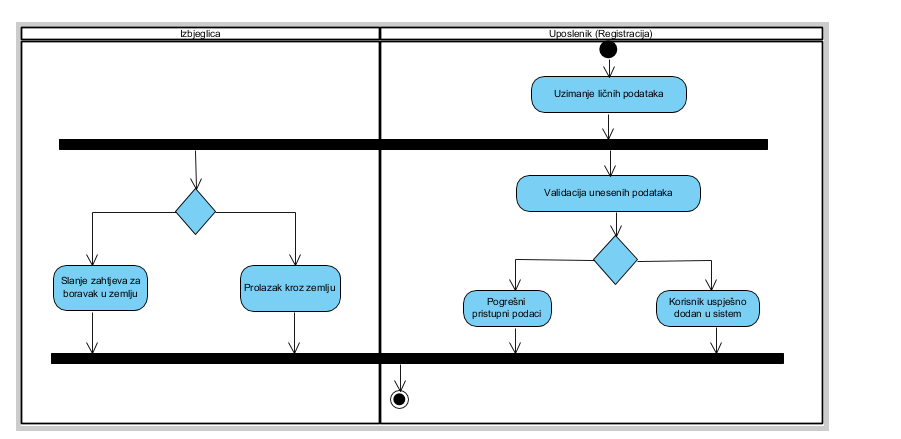 Izbjeglica
Uposlenik (Registracija)
Uzimanje ličnih podataka
Validacija unesenih podataka
Slanje zahtjeva za
boravak u zemlju
Prolazak kroz zemlju
Pogrešni
pristupni podaci
Korisnik uspješno
dodan u sistem